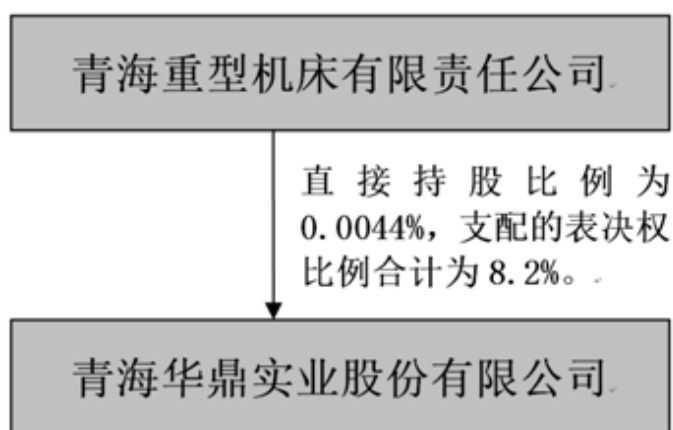 青海重型机床有限责任公司
直接持股比例为
0.0044%，支配的表决权
比例合计为 8.2%。
青海华鼎实业股份有限公司